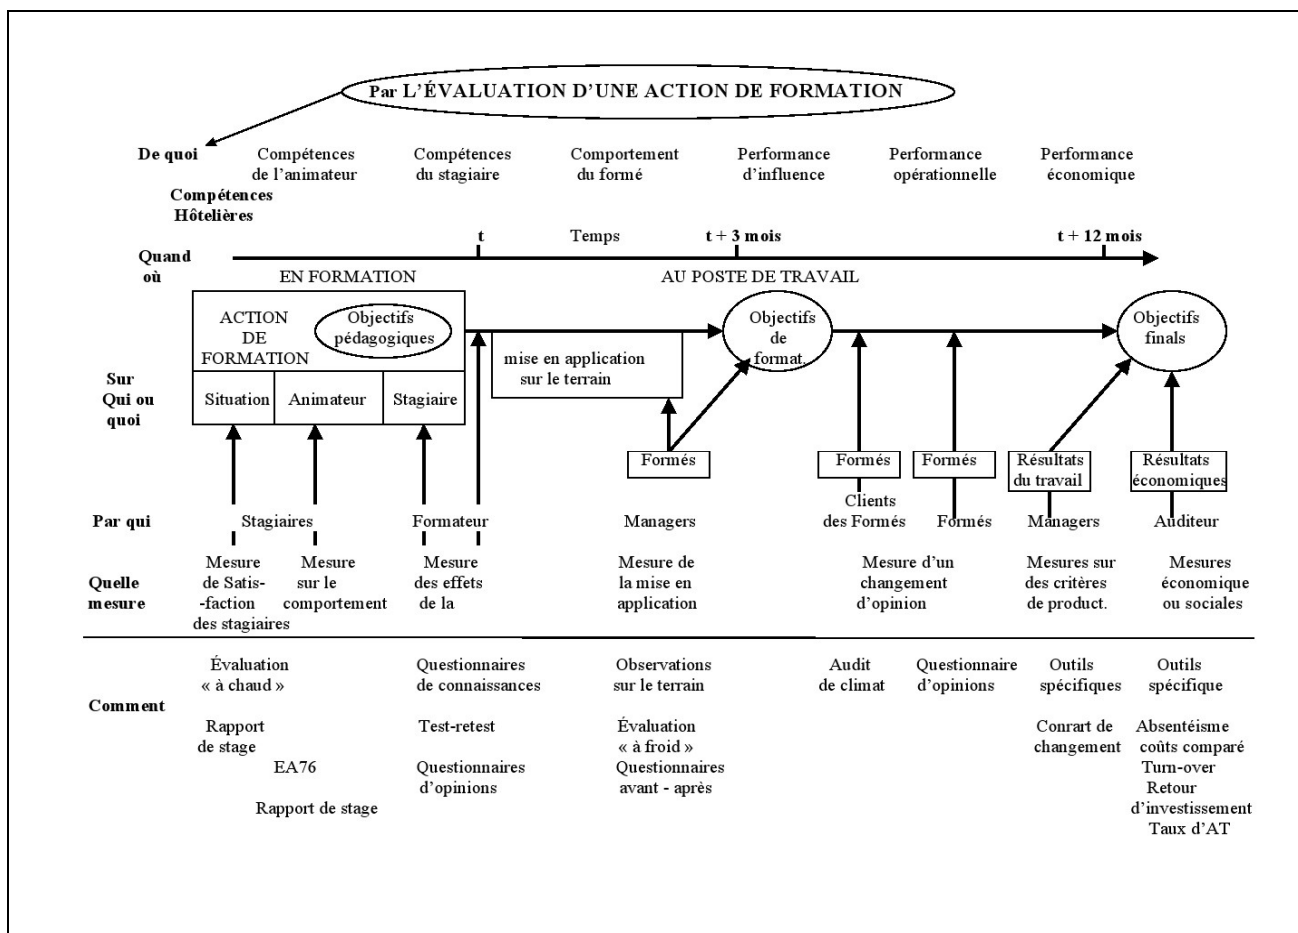 Par L'ÉVALUATION D'UNE ACTION DE FORMATION
De quoi
Compétences
de l'animateur
Compétences
du stagiaire
Comportement
du formé
Performance
d'influence
Performance
opérationnelle
Performance
économique
Compétences
Hôtelières
t
Temps
t + 3 mois
t + 12 mois
Quand
où
EN FORMATION
AU POSTE DE TRAVAIL
ACTION
DE
FORMATION
Objectifs
pédagogiques
mise en application
sur le terrain
Objectifs
de
format.
Objectifs
finals
Sur
Qui ou
quoi
Situation
Animateur
Stagiaire
Formés
Formés
Formés
Résultats
du travail
Résultats
économiques
Par qui
Stagiaires
Formateur
Managers
Clients
des Formés
Formés
Managers
Auditeur
Quelle
mesure
Mesure
de Satis-
-faction
des stagiaires
Mesure
sur le
comportement
Mesure
des effets
de la
Mesure de
la mise en
application
Mesure d'un
changement
d'opinion
Mesures sur
des critères
de product.
Mesures
économique
ou sociales
Comment
Évaluation
« à chaud »
Rapport
de stage
EA76
Rapport de stage
Questionnaires
de connaissances
Test-retest
Questionnaires
d'opinions
Observations
sur le terrain
Évaluation
« à froid »
Questionnaires
avant - après
Audit
de climat
Questionnaire
d'opinions
Outils
spécifiques
Conrart de
changement
Outils
spécifique
Absentéisme
coûts comparé
Turn-over
Retour
d'investissement
Taux d'AT